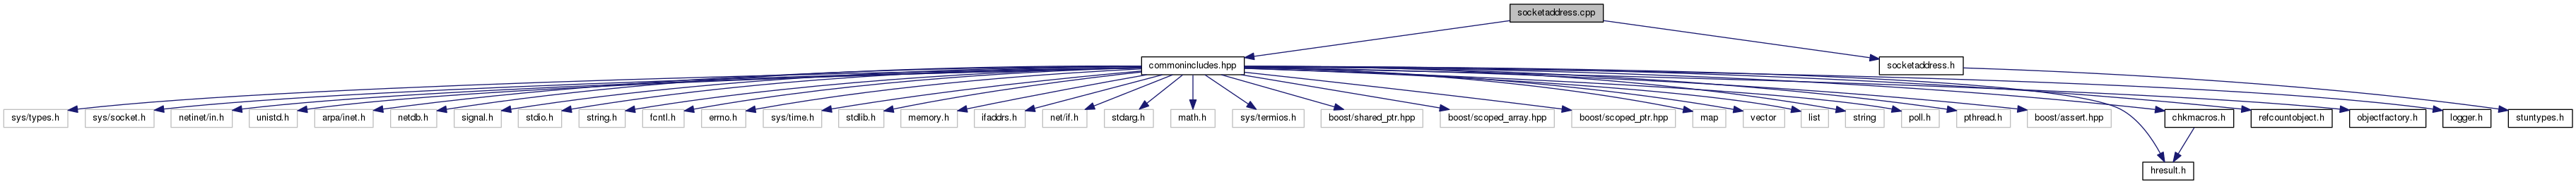 socketaddress.cpp
commonincludes.hpp
socketaddress.h
sys/types.h
sys/socket.h
netinet/in.h
unistd.h
arpa/inet.h
netdb.h
signal.h
stdio.h
string.h
fcntl.h
errno.h
sys/time.h
stdlib.h
memory.h
ifaddrs.h
net/if.h
stdarg.h
math.h
sys/termios.h
boost/shared_ptr.hpp
boost/scoped_array.hpp
boost/scoped_ptr.hpp
map
vector
list
string
poll.h
pthread.h
boost/assert.hpp
chkmacros.h
refcountobject.h
objectfactory.h
logger.h
stuntypes.h
hresult.h